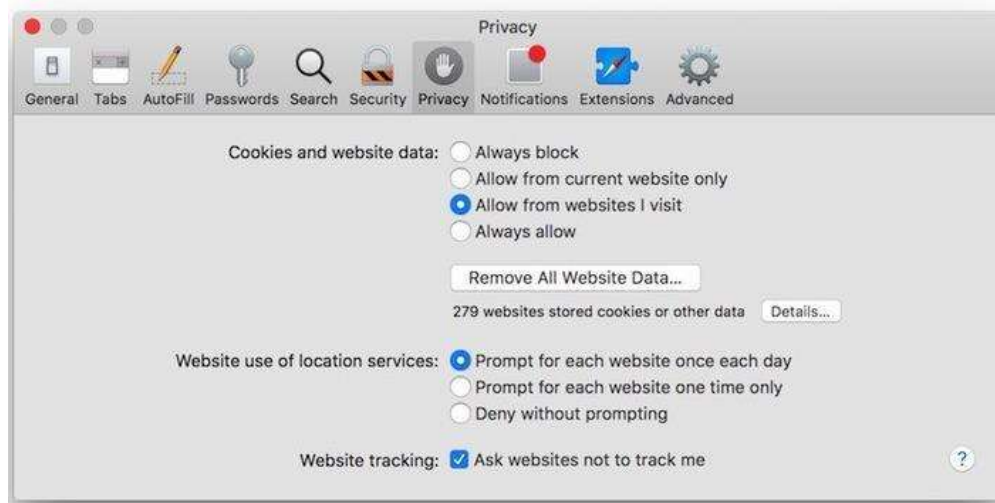 Privacy
General Tabs AutoFill Passwords Search Security Privacy Notifications Extensions Advanced
Cookies and website data: Always block
Allow from current website only
Allow from websites I visit
Always allow
Remove All Website Data...
279 websites stored cookies or other data Details...
Website use of location services: Prompt for each website once each day
Prompt for each website one time only
Deny without prompting
Website tracking: Ask websites not to track me ?